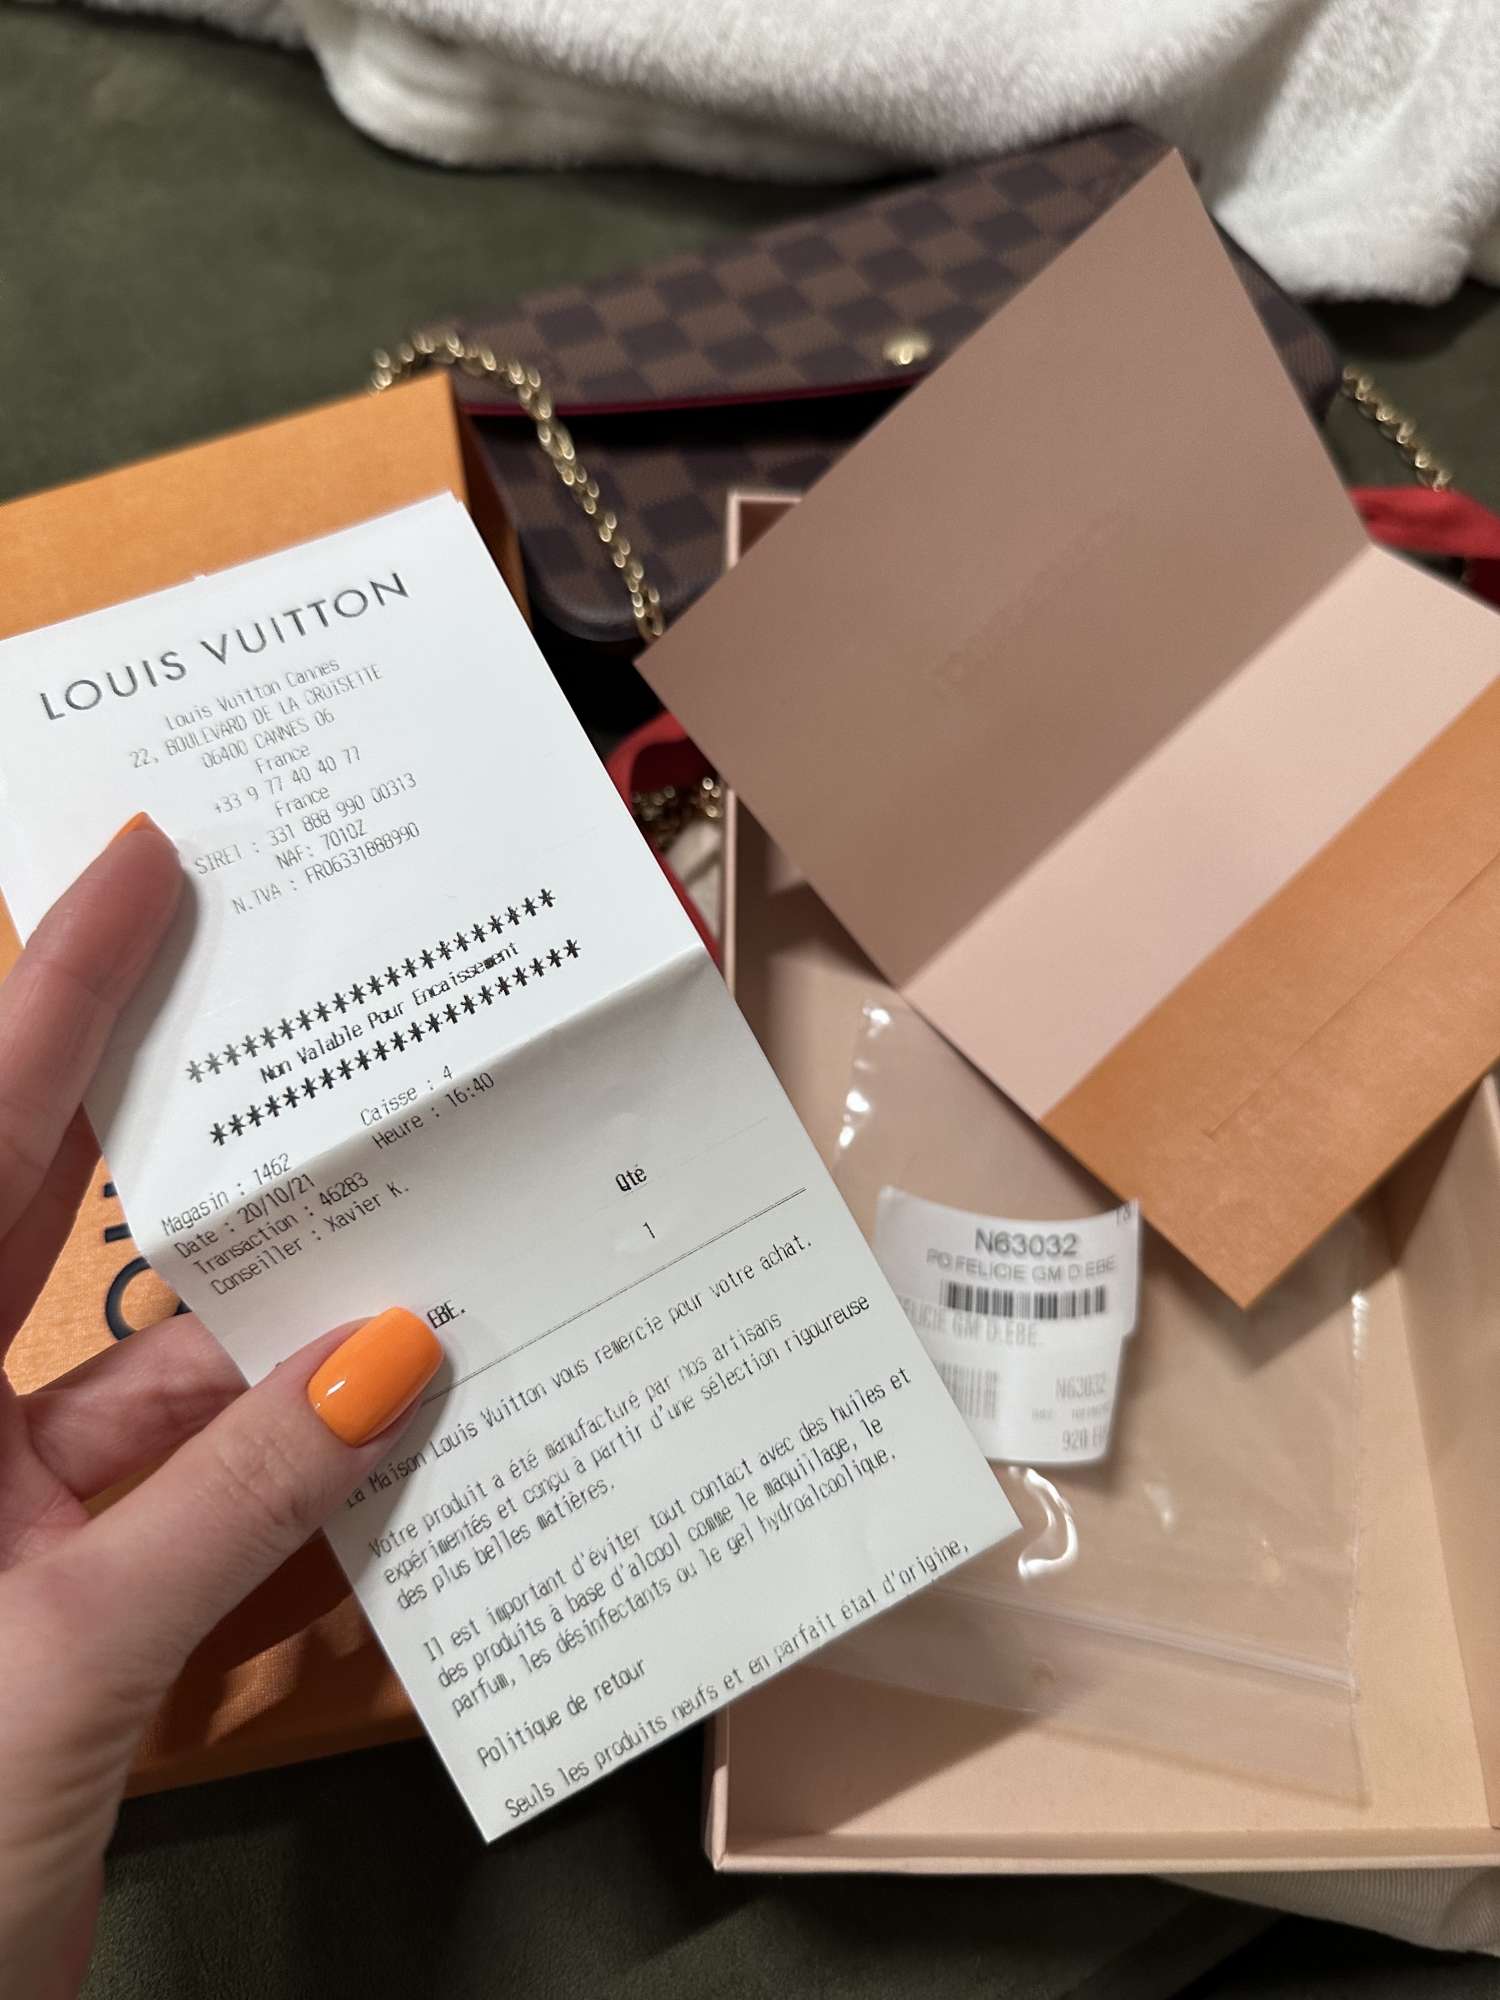 LOUIS VUITTON
Louis Vuitton Cannes
22, BOULEVARD DE LA CROISETTE
06400 CANNES 06
France
+33 9 77 40 40 77
France
SIRET : 331 888 990 00313
NAF: 7010Z
N.TVA : FR06331888990
******************
Non Valable Pour Encaissement
******************
Caisse : 4
Magasin : 1462 Heure : 16:40
Date : 20/10/21
Transaction : 46283
Conseiller : Xavier K.
Qté
1
EBE.
La Maison Louis Vuitton vous remercie pour votre achat.
Votre produit a été manufacturé par nos artisans
expérimentés et conçu à partir d'une sélection rigoureuse
des plus belles matières.
Il est important d'éviter tout contact avec des huiles et
des produits à base d'alcool comme le maquillage, le
parfum, les désinfectants ou le gel hydroalcoolique.
Politique de retour
Seuls les produits neufs et en parfait état d'origine,
N63032
PO.FELICIE GM D.EBE
FELICIE GM D.EBE.
N63032
920